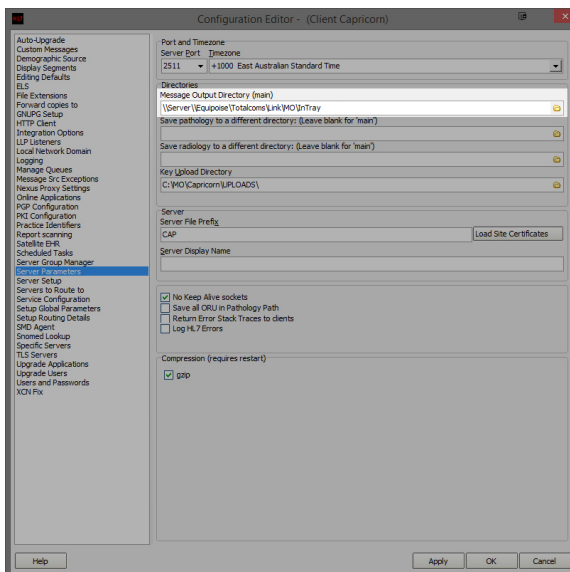 Configuration Editor - (Client Capricorn)
Auto-Upgrade
Custom Messages
Demographic Source
Display Segments
Editing Defaults
ELS
File Extensions
Forward copies to
GNUPG Setup
HTTP Client
Integration Options
LLP Listeners
Local Network Domain
Logging
Manage Queues
Message Src Exceptions
Nexus Proxy Settings
Online Applications
PGP Configuration
PKI Configuration
Practice Identifiers
Report scanning
Satellite EHR
Scheduled Tasks
Server Group Manager
Server Parameters
Server Setup
Servers to Route to
Service Configuration
Setup Global Parameters
Setup Routing Details
SMD Agent
Snomed Lookup
Specific Servers
TLS Servers
Upgrade Applications
Upgrade Users
Users and Passwords
XCN Fix
Port and Timezone
Server Port Timezone
2511 +1000 East Australian Standard Time
Directories
Message Output Directory (main)
\\Server\\Equipoise\Totalcoms\Link\MO\InTray
Save pathology to a different directory: (Leave blank for 'main')
Save radiology to a different directory: (Leave blank for 'main')
Key Upload Directory
C:\MO\Capricorn\UPLOADS\
Server
Server File Prefix
CAP Load Site Certificates
Server Display Name
No Keep Alive sockets
Save all ORU in Pathology Path
Return Error Stack Traces to clients
Log HL7 Errors
Compression (requires restart)
gzip
Help Apply OK Cancel